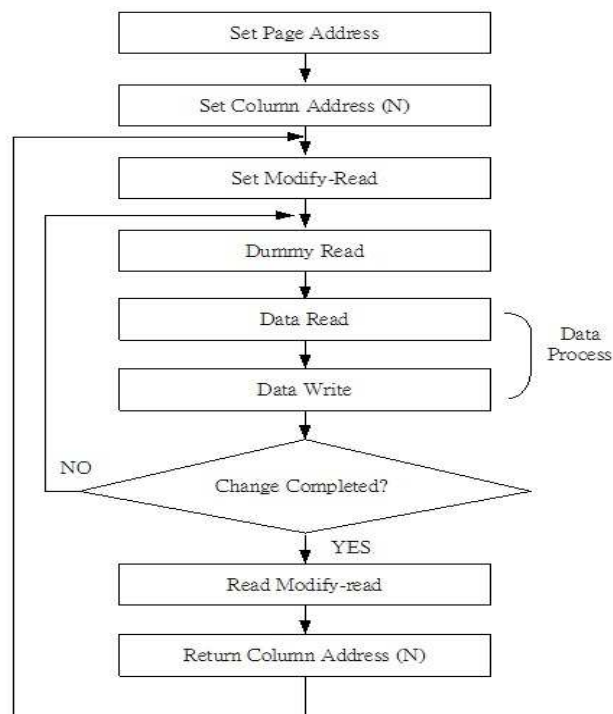 Set Page Address
Set Column Address (N)
Set Modify-Read
Dummy Read
Data Read
Data
Process
Data Write
NO
Change Completed?
YES
Read Modify-read
Return Column Address (N)